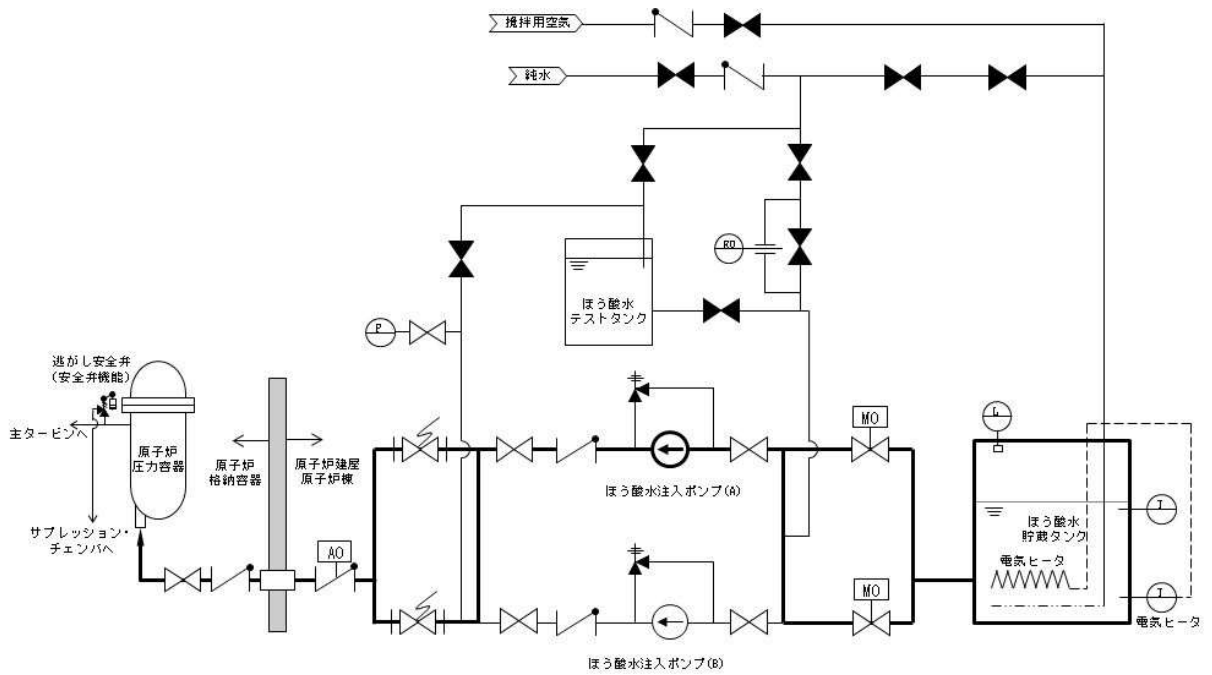 攪拌用空気
純水
RO
ほう酸水
テストタンク
P
逃がし安全弁
(安全弁機能)
主タービンへ
原子炉
圧力容器
原子炉
格納容器
原子炉建屋
原子炉棟
サプレッション・
チェンバへ
AO
ほう酸水注入ポンプ(A)
MO
L
ほう酸水
貯蔵タンク
電気ヒータ
T
T
電気ヒータ
MO
ほう酸水注入ポンプ(B)